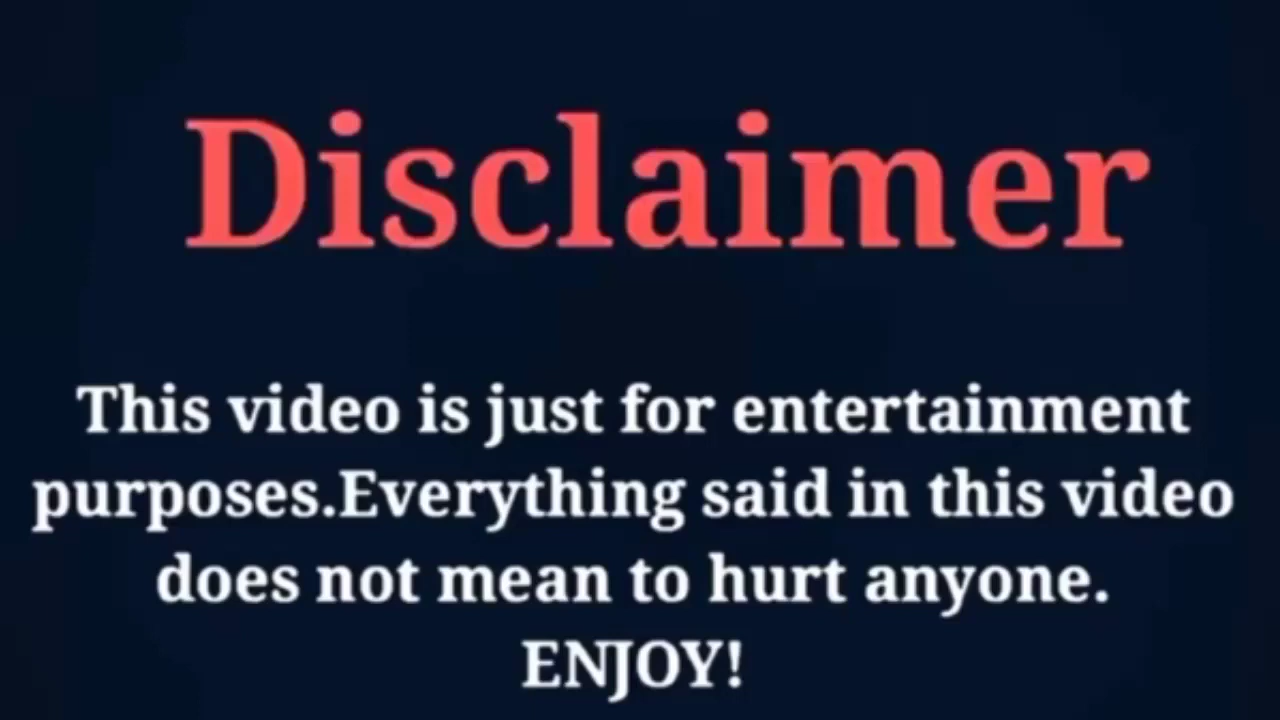 Disclaimer
This video is just for entertainment
purposes.Everything said in this video
does not mean to hurt anyone.
ENJOY!